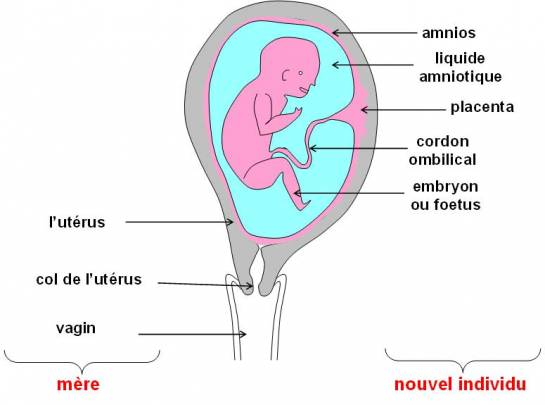 amnios
liquide
amniotique
placenta
cordon
ombilical
embryon
ou foetus
l'utérus
col de l'utérus
vagin
mère
nouvel individu